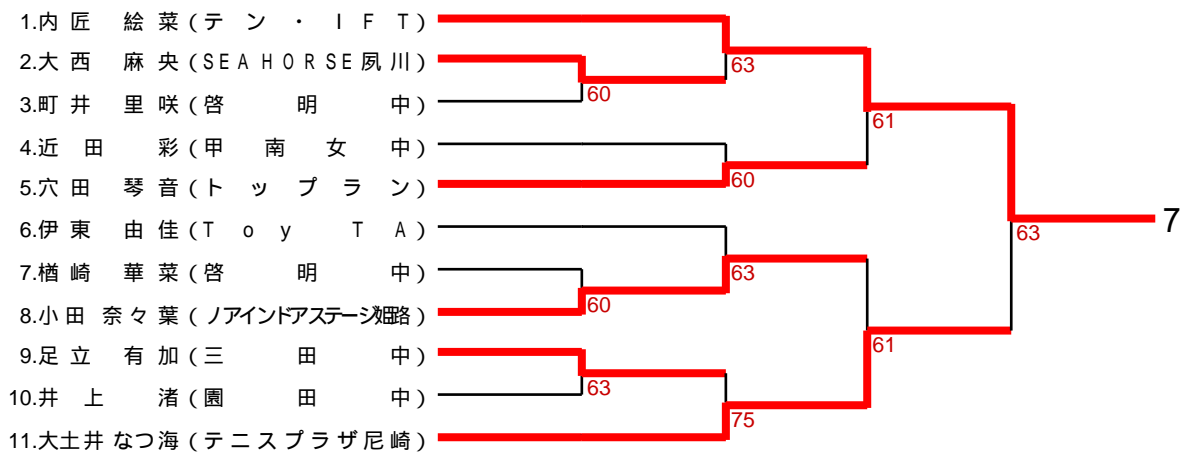 1.内匠 絵菜(テン・IFT)
2.大西 麻央(SEAHORSE夙川)
63
3.町井里咲(啓明中)
60
61
4.近田 彩(甲南女中)
5.穴田 琴音(トップラン)
60
6.伊東 由佳(Toy TA)
7
63
7.楢崎 華菜(啓明中)
63
8.小田 奈々葉(ノアインドアステージ姫路)
60
9.足立 有加(三田中)
61
10.井上 渚(園田中)
63
11.大土井 なつ海(テニスプラザ尼崎)
75